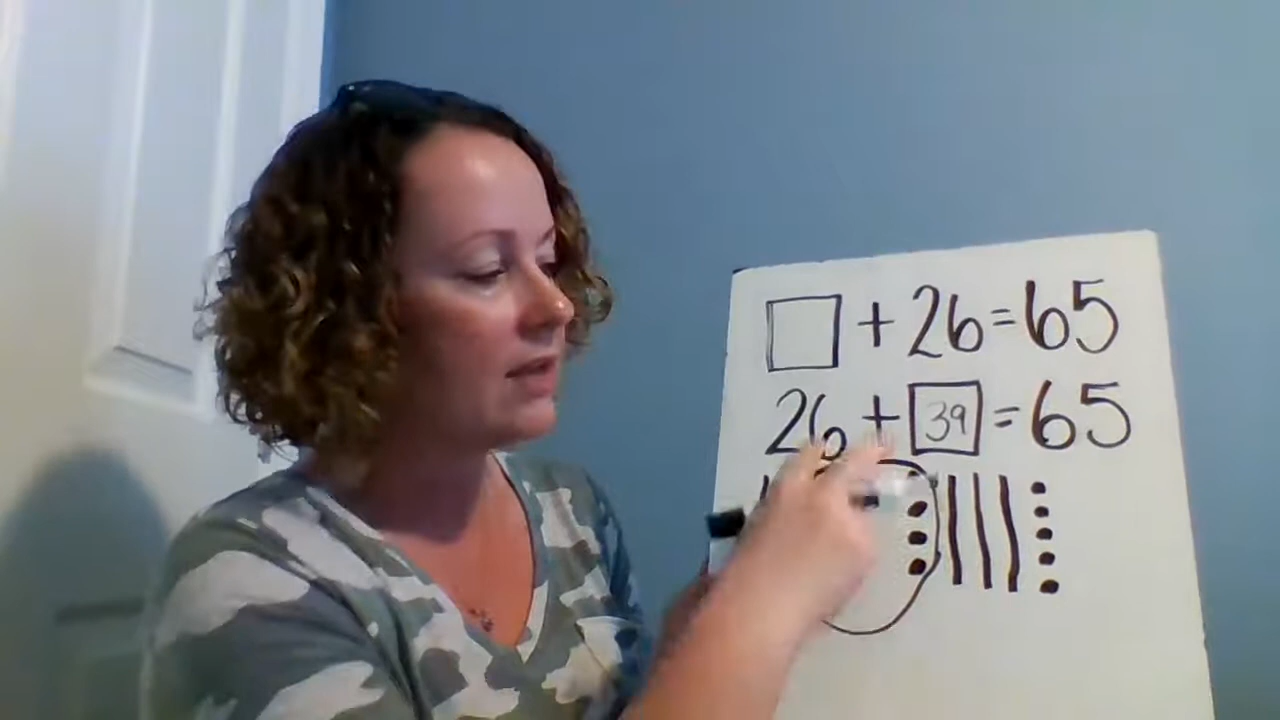 ☐ + 26 = 65
26 + 39 = 65